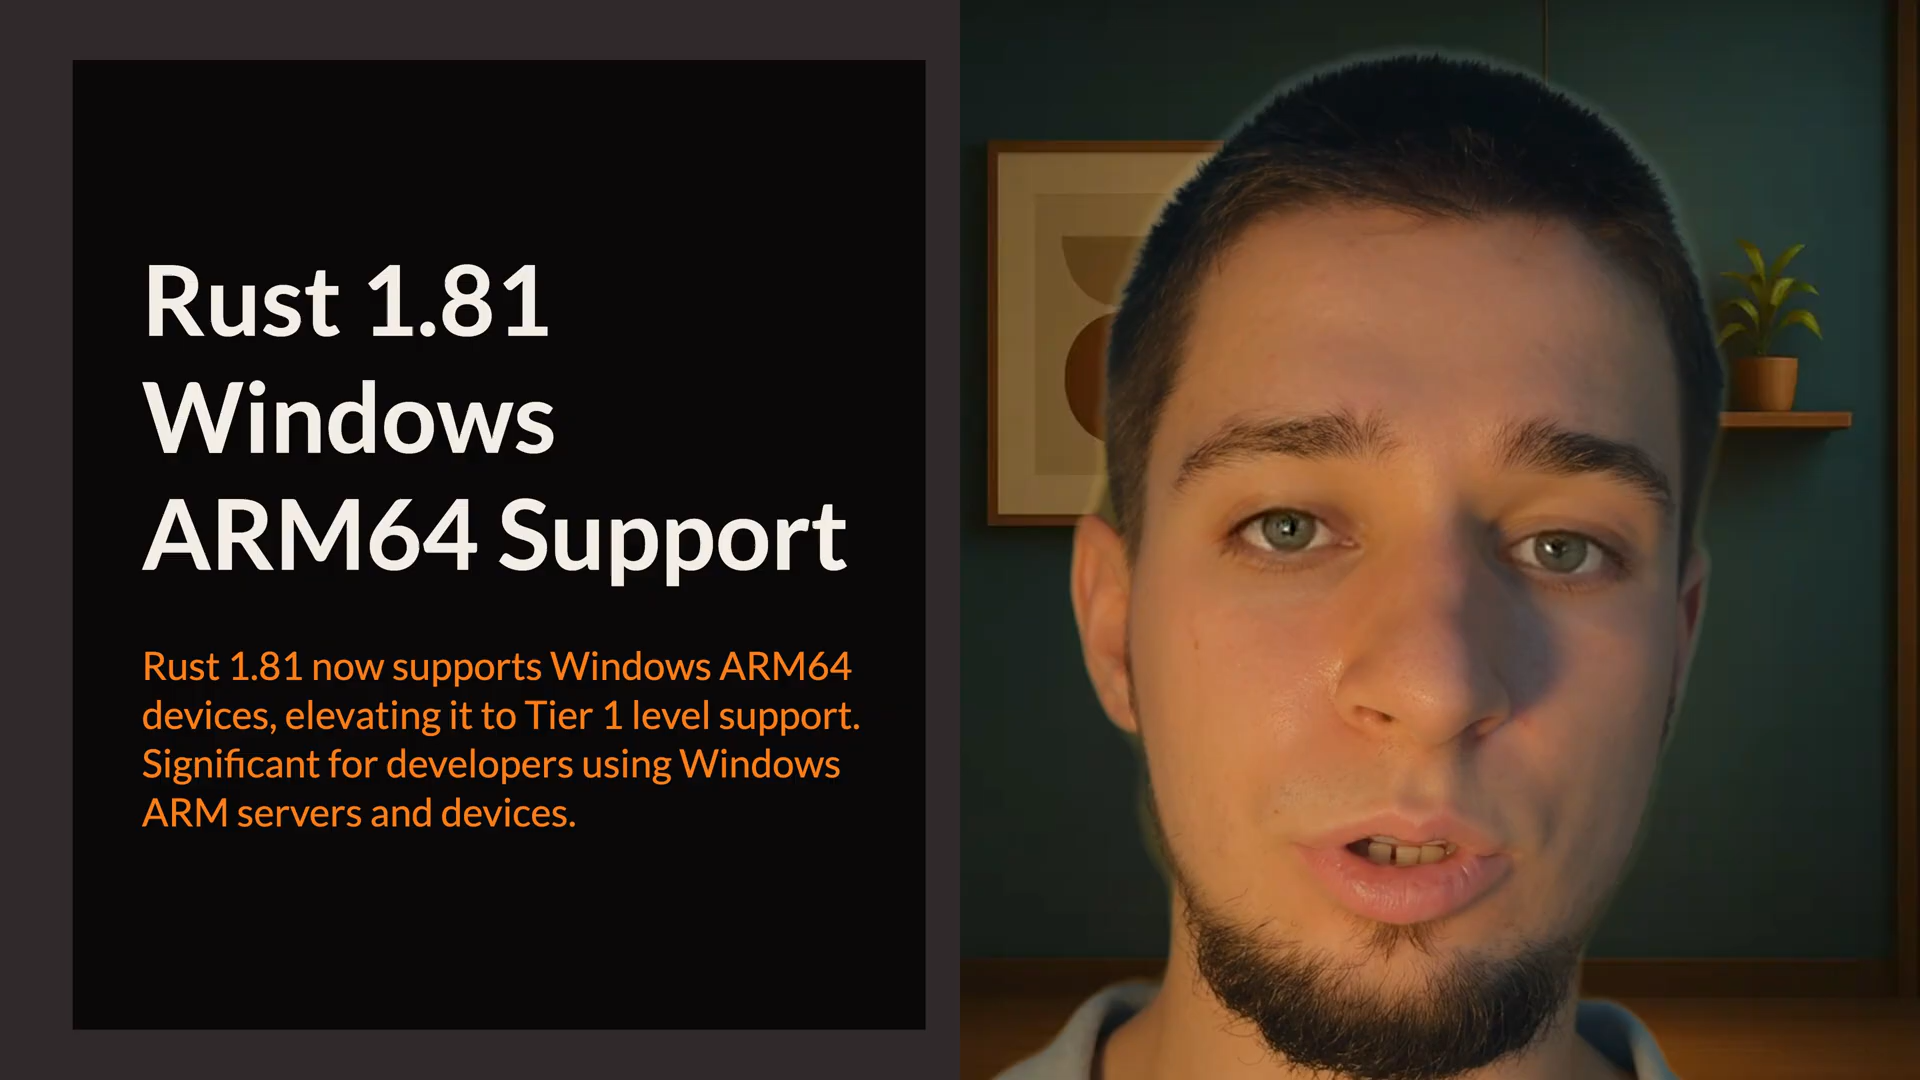 Rust 1.81
Windows
ARM64 Support
Rust 1.81 now supports Windows ARM64
devices, elevating it to Tier 1 level support.
Significant for developers using Windows
ARM servers and devices.